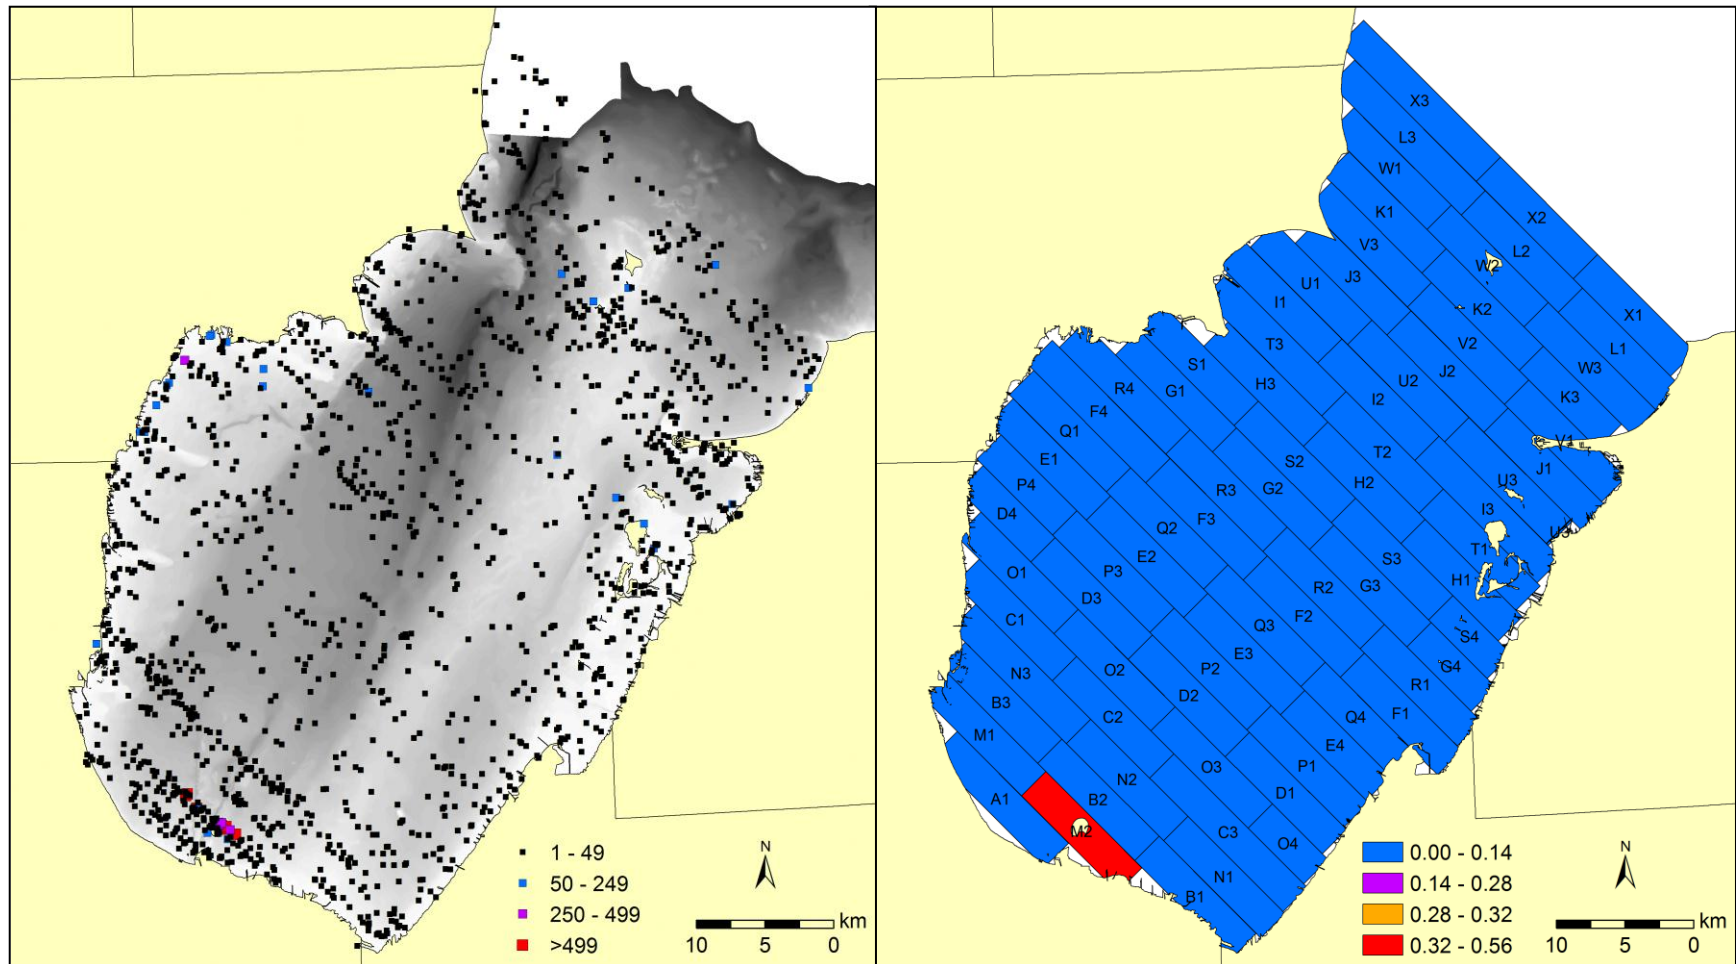 N
1 - 49
50 - 249
250 - 499
>499
km
10 5 0
X3
L3
W1
K1
X2
V3
L2
W2
J3
U1
I1
K2
X1
T3
V2
L1
S1
W3
J2
H3
U2
R4
G1
K3
I2
F4
Q1
V1
T2
E1
S2
J1
P4
H2
U3
R3
G2
I3
D4
F3
Q2
U3
T1
E2
S3
P3
O1
H1
G3
R2
D3
F2
C1
Q3
S4
E3
G4
P2
O2
N3
R1
D2
B3
F1
C2
Q4
M1
E4
O3
P1
N2
D1
A1
B2
M2
C3
O4
N1
B1
N
0.00 - 0.14
0.14 - 0.28
0.28 - 0.32
0.32 - 0.56
km
10 5 0